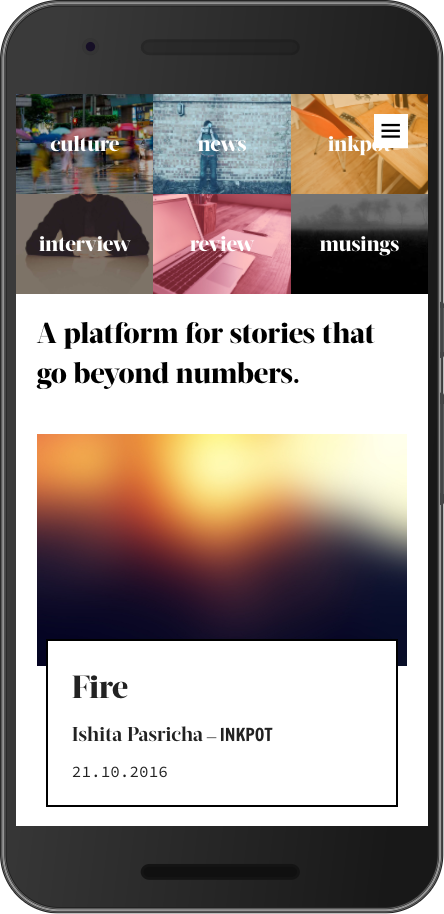 culture news inkpot
interview review musings
A platform for stories that
go beyond numbers.
Fire
Ishita Pasricha – INKPOT
21.10.2016